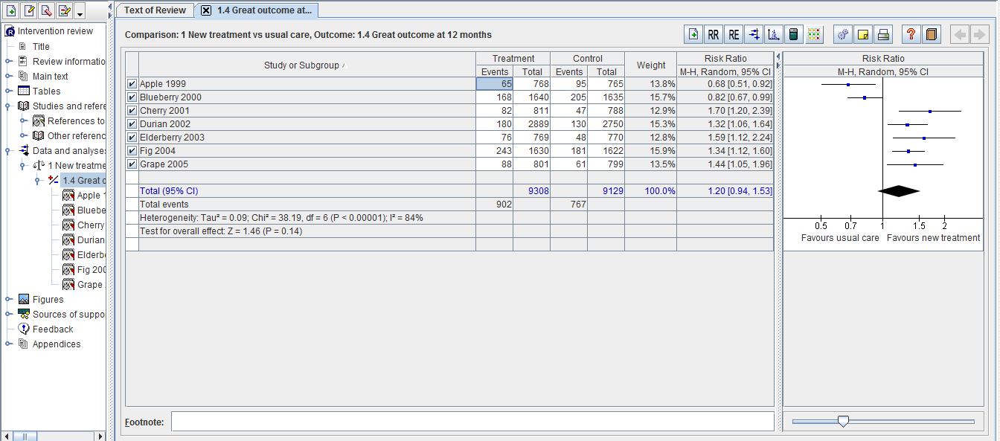 Text of Review
1.4 Great outcome at...
Intervention review
Title
Review informatio
Main text
Tables
Studies and refere
References to
Other referenc
Data and analyse
1 New treatme
1.4 Great o
Apple 1
Bluebe
Cherry
Durian
Elderb
Fig 200
Grape
Figures
Sources of suppo
Feedback
Appendices
Comparison: 1 New treatment vs usual care, Outcome: 1.4 Great outcome at 12 months
RR RE
Study or Subgroup Treatment Control Weight Risk Ratio Risk Ratio
Events Total Events Total M-H, Random, 95% CI M-H, Random, 95% CI
Apple 1999 65 768 95 765 13.8% 0.68 [0.51, 0.92]
Blueberry 2000 168 1640 205 1635 15.7% 0.82 [0.67, 0.99]
Cherry 2001 82 811 47 788 12.9% 1.70 [1.20, 2.39]
Durian 2002 180 2889 130 2750 15.3% 1.32 [1.06, 1.64]
Elderberry 2003 76 769 48 770 12.8% 1.59 [1.12, 2.24]
Fig 2004 243 1630 181 1622 15.9% 1.34 [1.12, 1.60]
Grape 2005 88 801 61 799 13.5% 1.44 [1.05, 1.96]
Total (95% CI) 9308 9129 100.0% 1.20 [0.94, 1.53]
Total events 902 767
Heterogeneity: Tau² = 0.09; Chi² = 38.19, df = 6 (P < 0.00001); I² = 84%
Test for overall effect: Z = 1.46 (P = 0.14)
0.5 0.7 1 1.5 2
Favours usual care Favours new treatment
Footnote: